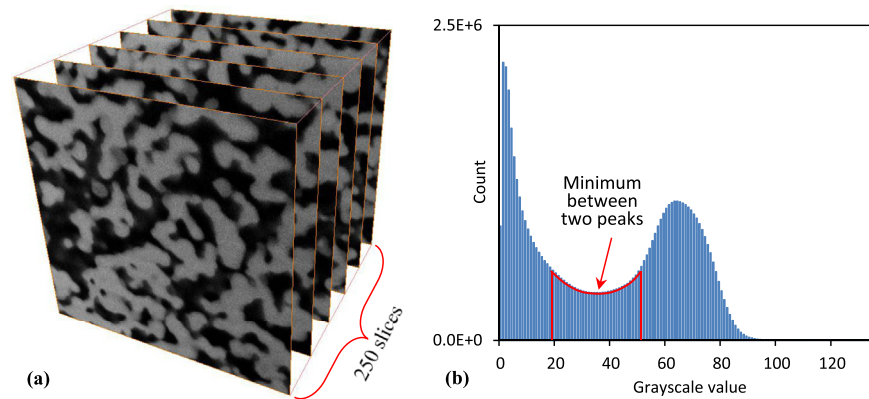 250 slices
(a)
2.5E+6
Count
0.0E+0
Minimum
between
two peaks
0 20 40 60 80 100 120
Grayscale value
(b)